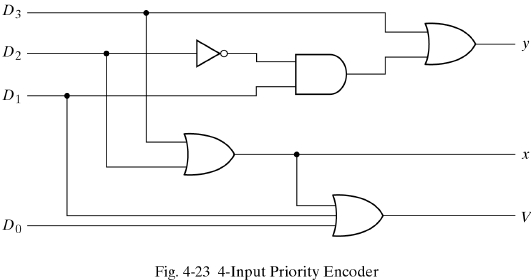 D3
y
D2
D1
x
V
D0
Fig. 4-23 4-Input Priority Encoder